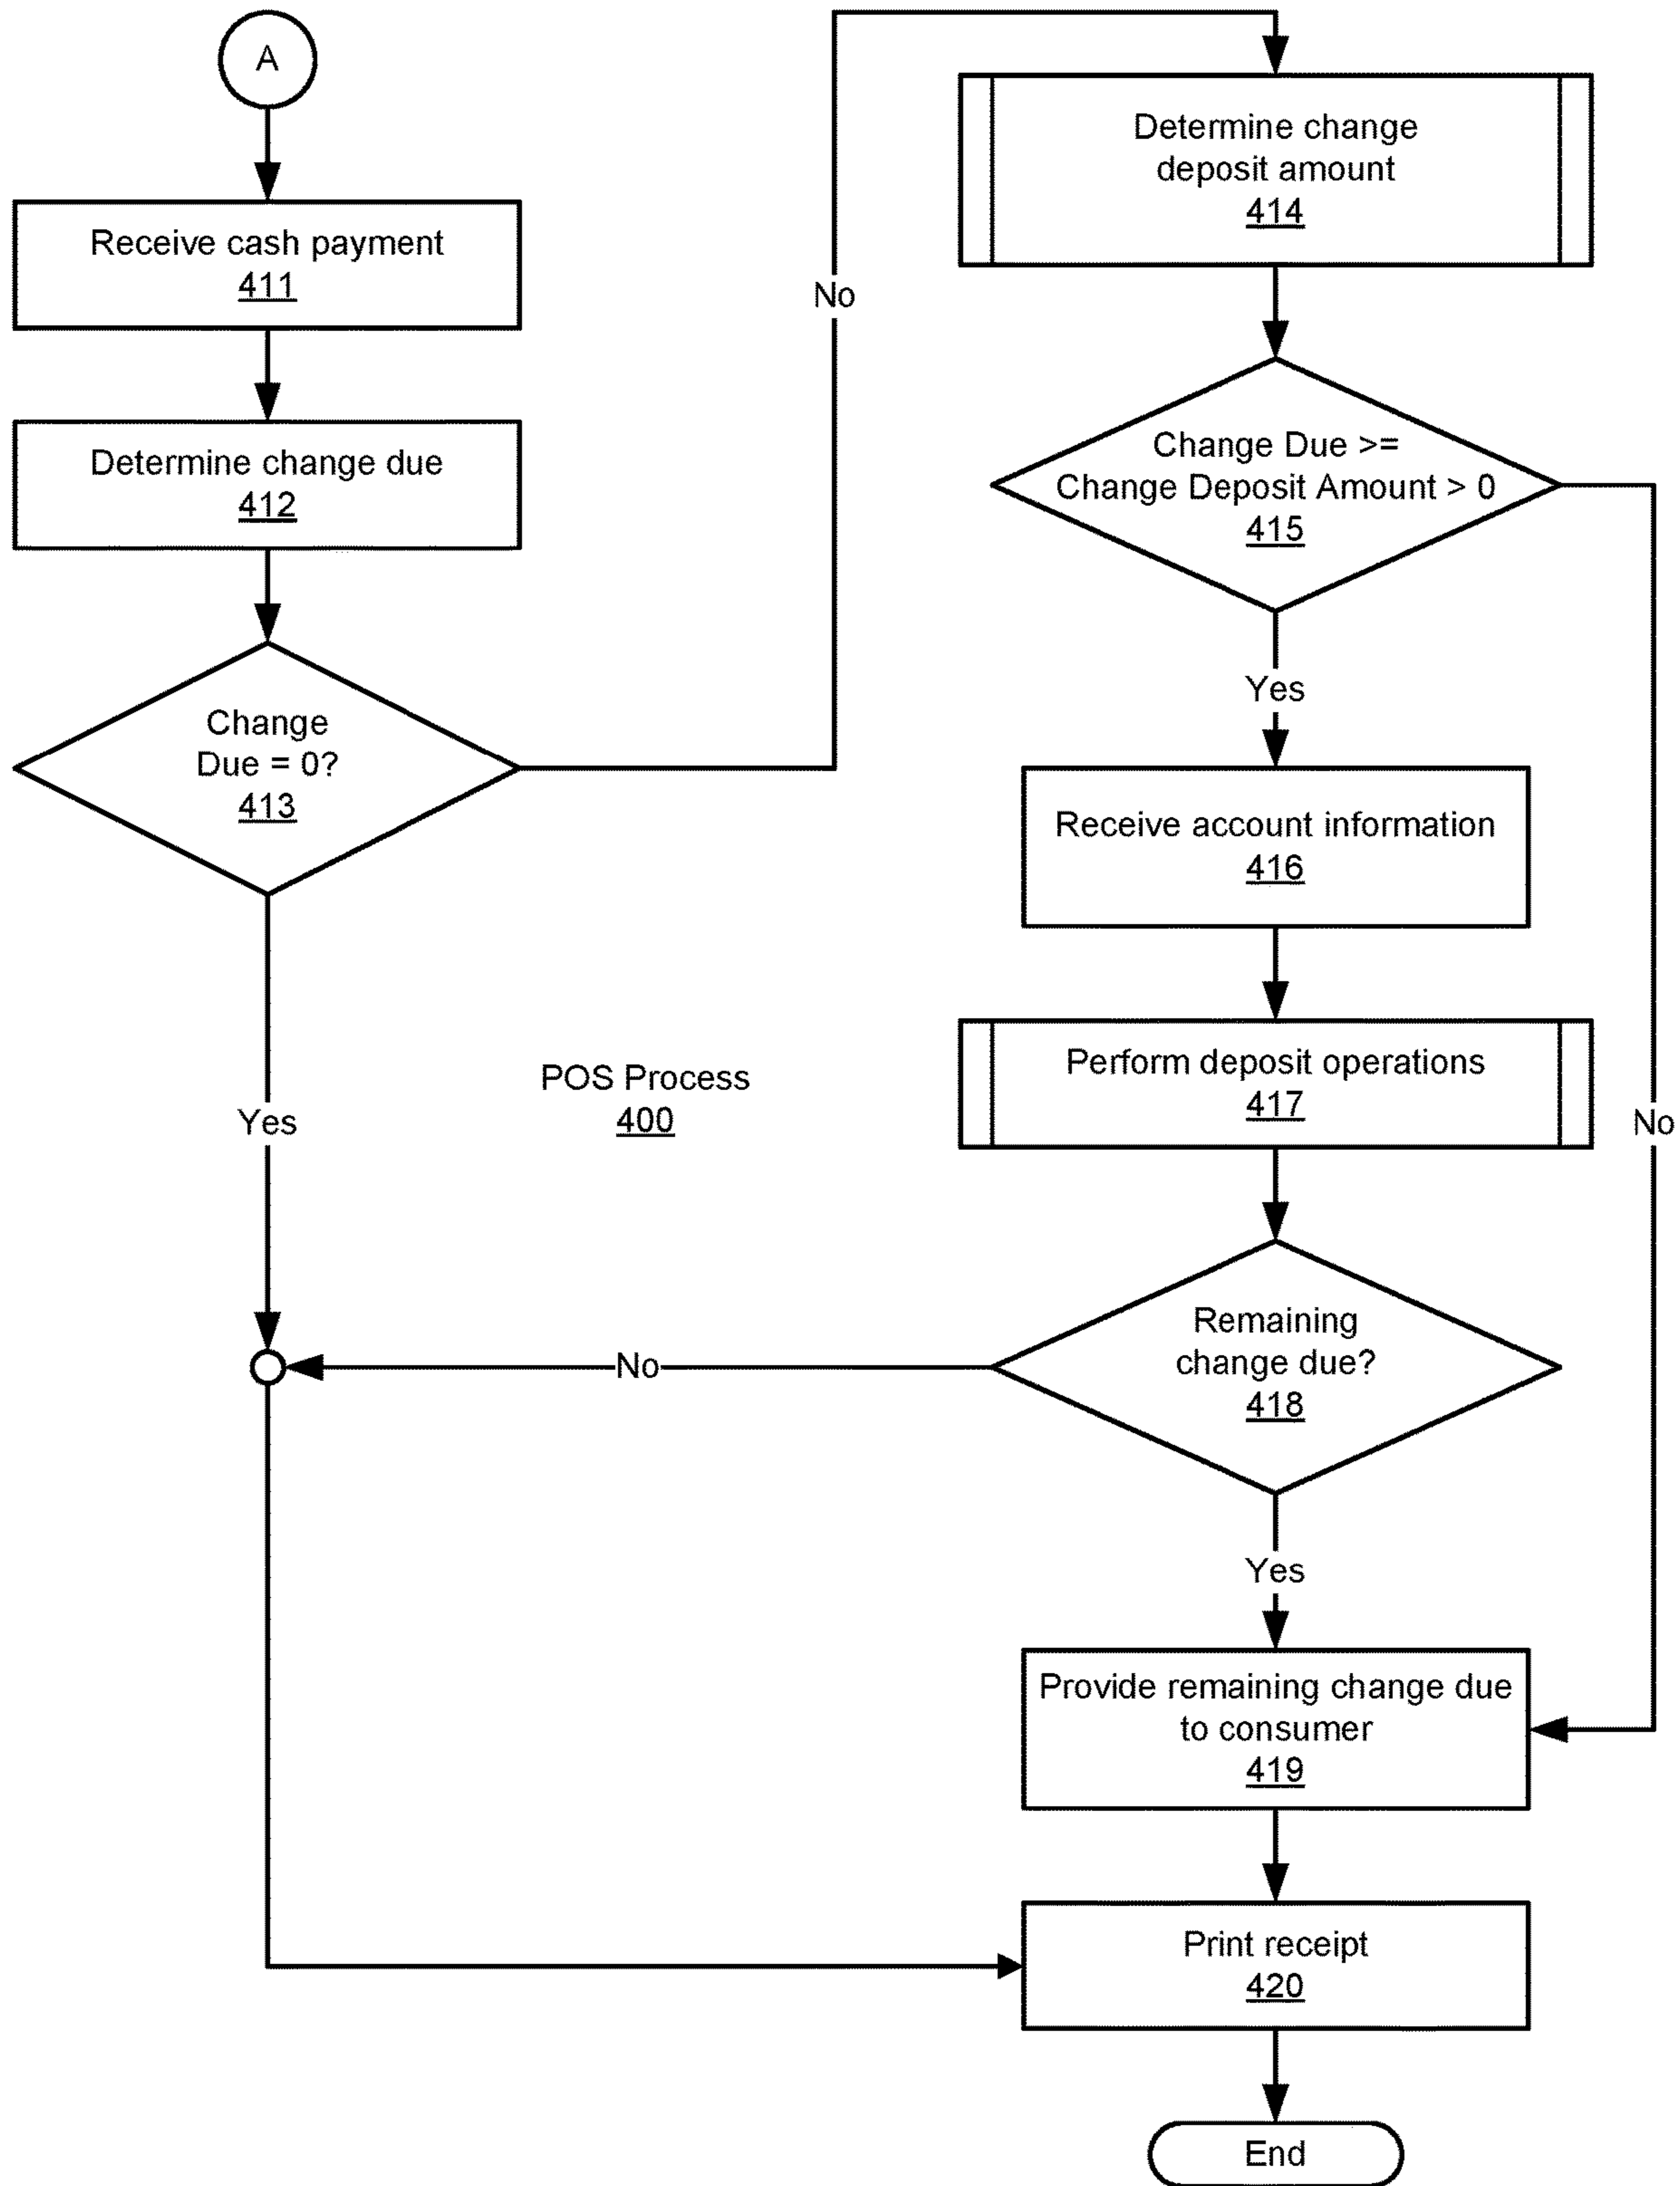 A
Receive cash payment
411
Determine change due
412
Change
Due = 0?
413
Yes
No
Determine change
deposit amount
414
Change Due >=
Change Deposit Amount > 0
415
Yes
No
Receive account information
416
Perform deposit operations
417
POS Process
400
Remaining
change due?
418
No
Yes
Provide remaining change due
to consumer
419
Print receipt
420
End